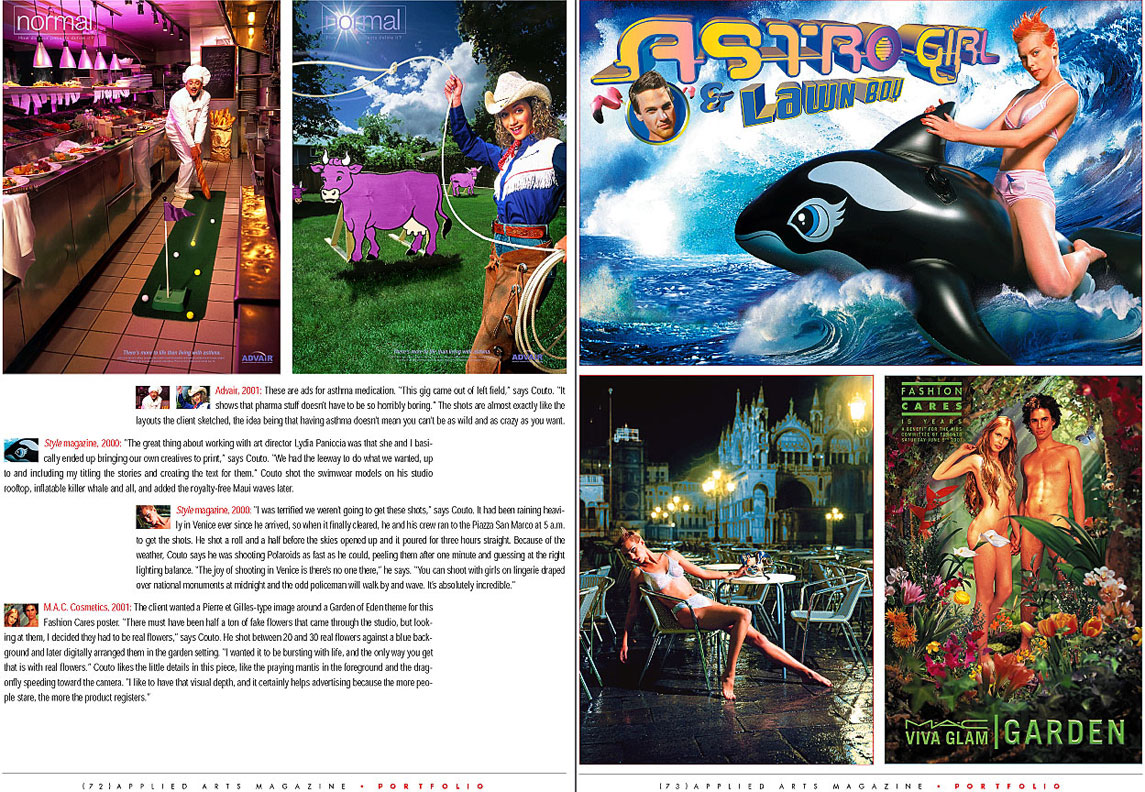 normal
normal
There's more to life than living with asthma.
ADVAIR
There's more to life than living with asthma.
ADVAIR
Advair, 2001: These are ads for asthma medication. "This gig came out of left field," says Couto. "It
shows that pharma stuff doesn't have to be so horribly boring." The shots are almost exactly like the
layouts the client sketched, the idea being that having asthma doesn't mean you can't be as wild and as crazy as you want.
Style magazine, 2000: "The great thing about working with art director Lydia Paniccia was that she and I basi-
cally ended up bringing our own creatives to print," says Couto. "We had the leeway to do what we wanted, up
to and including my titling the stories and creating the text for them." Couto shot the swimwear models on his studio
rooftop, inflatable killer whale and all, and added the royalty-free Maui waves later.
Style magazine, 2000: "I was terrified we weren't going to get these shots," says Couto. It had been raining heavi-
ly in Venice ever since he arrived, so when it finally cleared, he and his crew ran to the Piazza San Marco at 5 a.m.
to get the shots. He shot a roll and a half before the skies opened up and it poured for three hours straight. Because of the
weather, Couto says he was shooting Polaroids as fast as he could, peeling them after one minute and guessing at the right
lighting balance. "The joy of shooting in Venice is there's no one there," he says. "You can shoot with girls on lingerie draped
over national monuments at midnight and the odd policeman will walk by and wave. It's absolutely incredible."
M.A.C. Cosmetics, 2001: The client wanted a Pierre et Gilles-type image around a Garden of Eden theme for this
Fashion Cares poster. "There must have been half a ton of fake flowers that came through the studio, but look-
ing at them, I decided they had to be real flowers," says Couto. He shot between 20 and 30 real flowers against a blue back-
ground and later digitally arranged them in the garden setting. "I wanted it to be bursting with life, and the only way you get
that is with real flowers." Couto likes the little details in this piece, like the praying mantis in the foreground and the drag-
onfly speeding toward the camera. "I like to have that visual depth, and it certainly helps advertising because the more peo-
ple stare, the more the product registers."
(72) APPLIED ARTS MAGAZINE • PORTFOLIO •
ASTRO GIRL
& LAWN BOY
FASHION
CARES
15 YEARS
A BENEFIT FOR THE AIDS
COMMITTEE OF TORONTO
MAC
VIVA GLAM | GARDEN
(73) APPLIED ARTS MAGAZINE • PORTFOLIO •